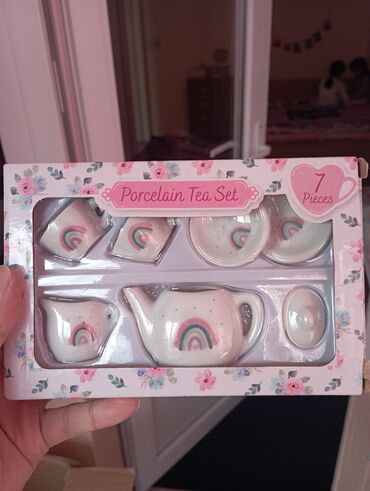 Porcelain Tea Set
7
Pieces